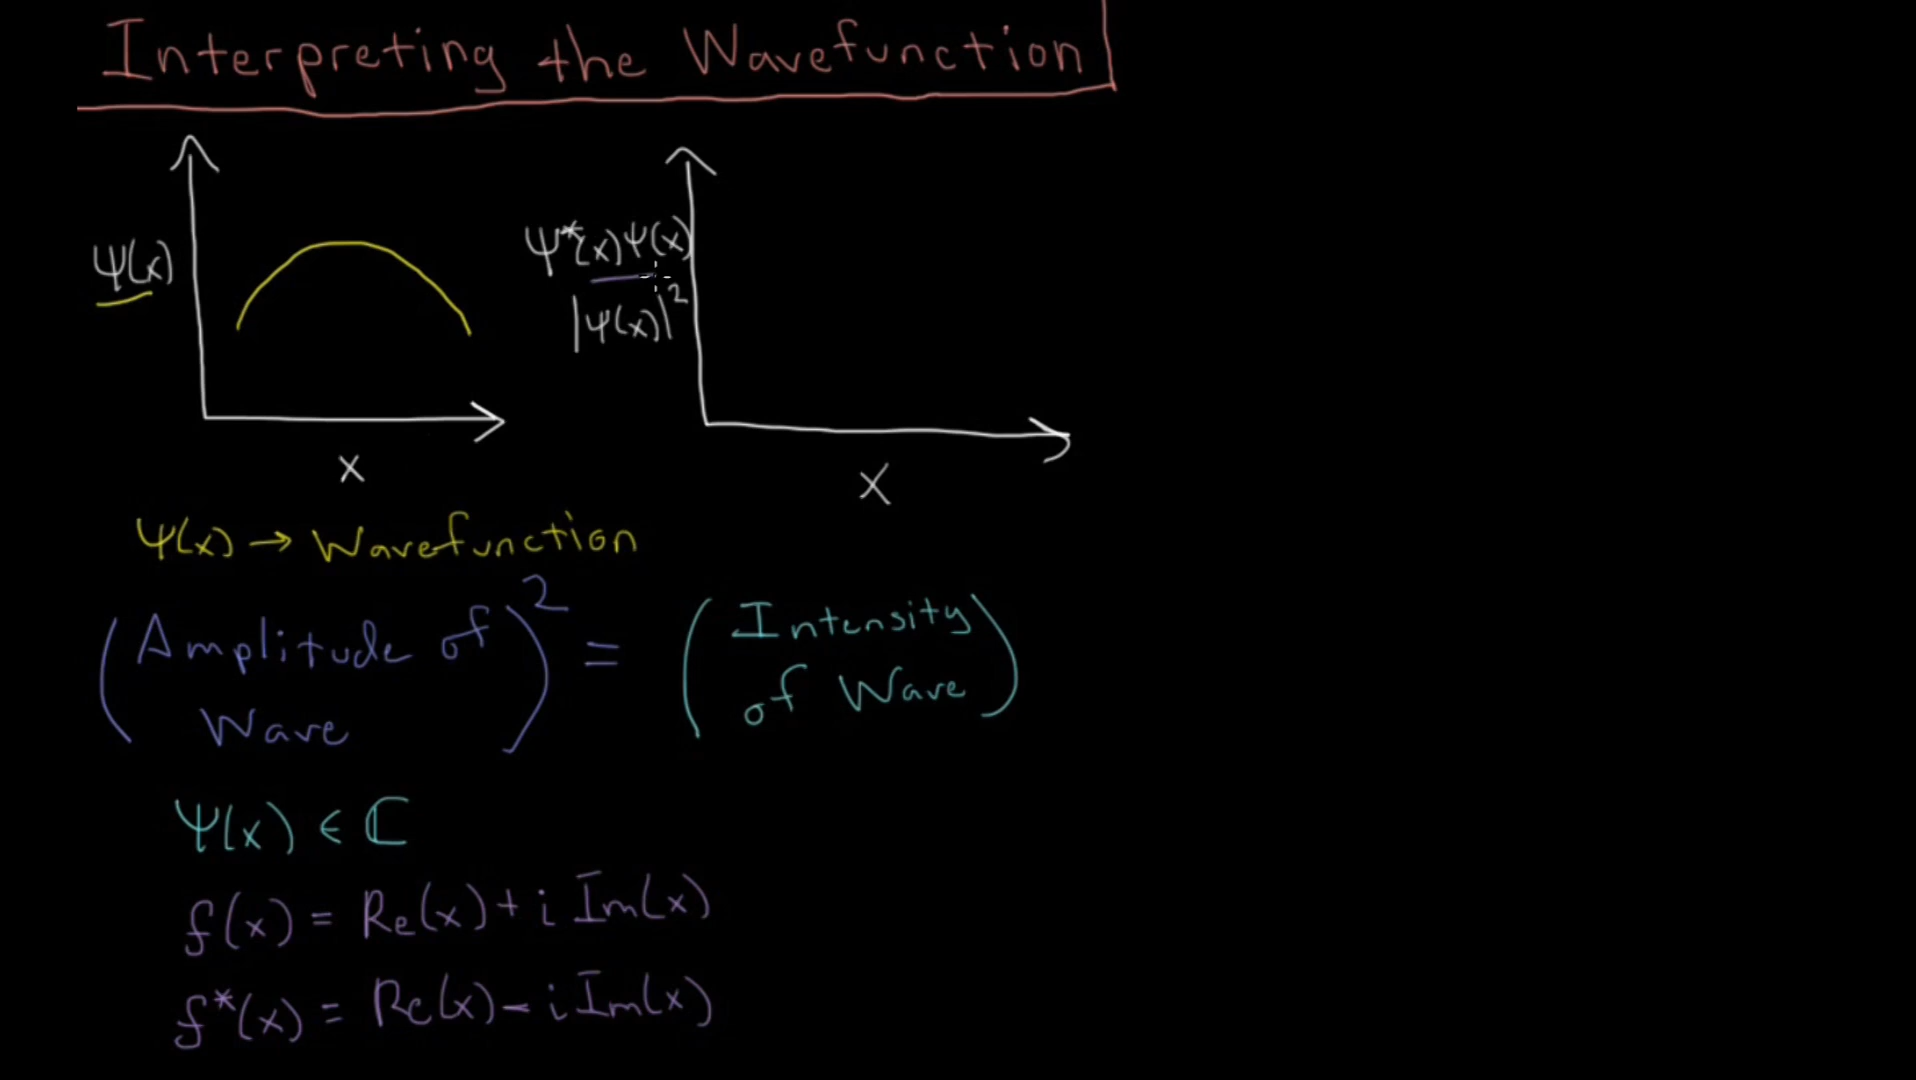 Interpreting the Wavefunction
Ψ(x)
Ψ*(x)Ψ(x)
|Ψ(x)|²
x
x
Ψ(x) → Wavefunction
(Amplitude of Wave)² = (Intensity of Wave)
Ψ(x) ∈ ℂ
f(x) = Re(x) + i Im(x)
f*(x) = Re(x) - i Im(x)